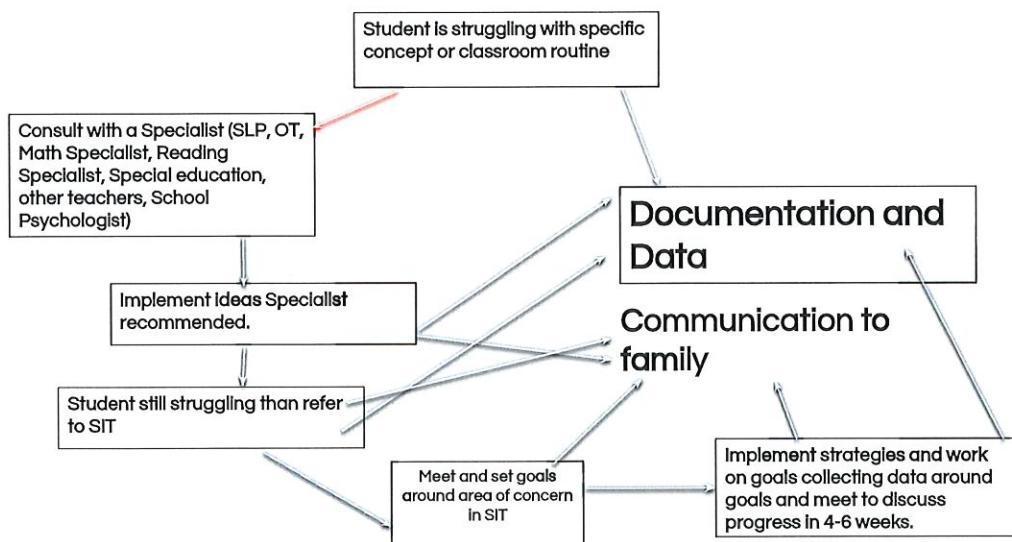 Student is struggling with specific
concept or classroom routine
Consult with a Specialist (SLP, OT,
Math Specialist, Reading
Specialist, Special education,
other teachers, School
Psychologist)
Documentation and
Data
Implement ideas Specialist
recommended.
Communication to
family
Student still struggling than refer
to SIT
Meet and set goals
around area of concern
in SIT
Implement strategies and work
on goals collecting data around
goals and meet to discuss
progress in 4-6 weeks.